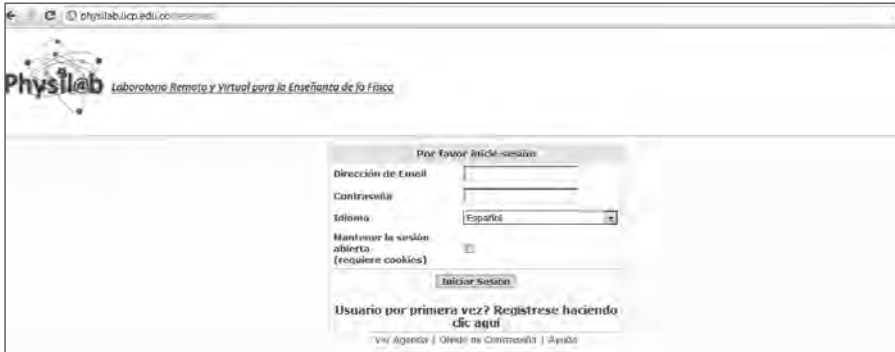 physilab.ucp.edu.co/reservas/
Physil@b Laboratorio Remoto y Virtual para la Enseñanza de la Física
Por favor inicie sesión
Dirección de Email
Contraseña
Idioma Español
Mantener la sesión
abierta
(requiere cookies)
Iniciar Sesión
Usuario por primera vez? Regístrese haciendo
clic aquí
Ver Agenda | Olvidé mi Contraseña | Ayuda